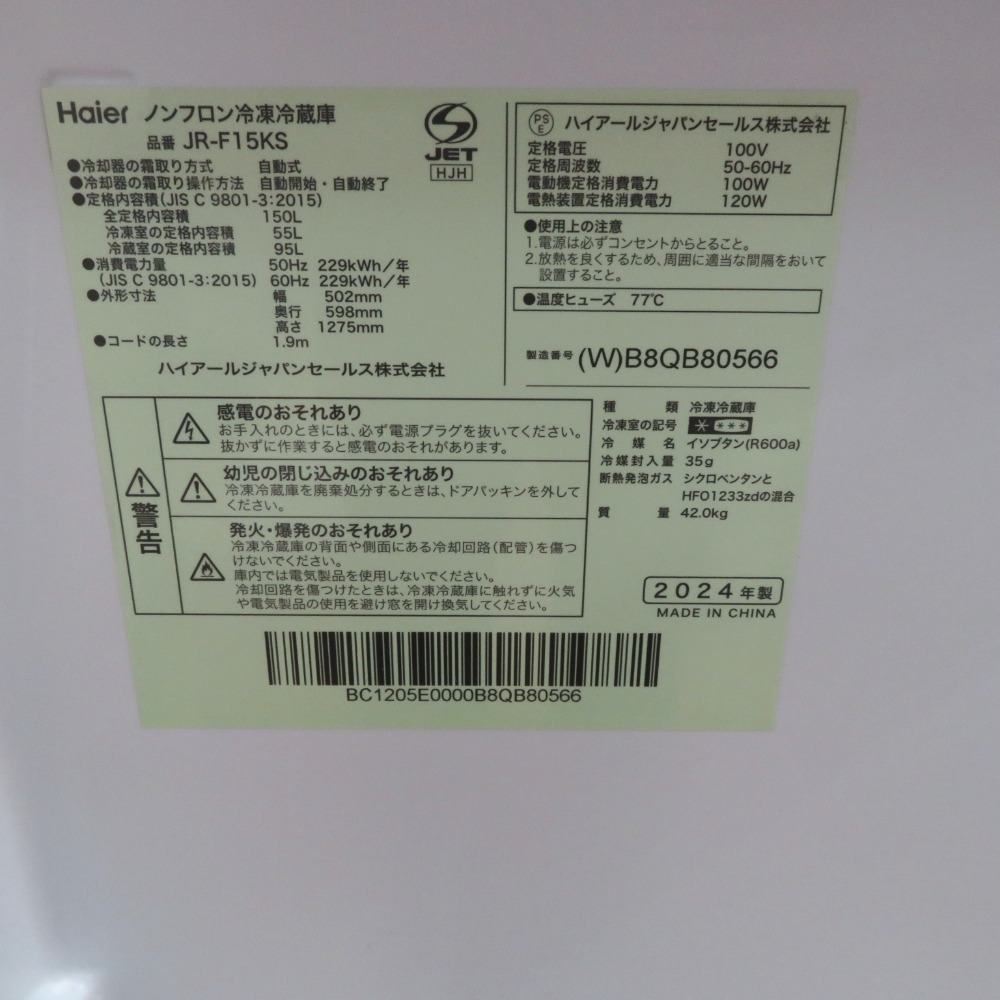 Haier ノンフロン冷凍冷蔵庫
品番 JR-F15KS
●冷却器の霜取り方式 自動式
●冷却器の霜取り操作方法 自動開始・自動終了
●定格内容積(JIS C 9801-3:2015)
全定格内容積 150L
冷凍室の定格内容積 55L
冷蔵室の定格内容積 95L
●消費電力量 50Hz 229kWh/年
(JIS C 9801-3:2015) 60Hz 229kWh/年
●外形寸法 幅 502mm
奥行 598mm
高さ 1275mm
●コードの長さ 1.9m
ハイアールジャパンセールス株式会社
JET
HJH
PS
E
ハイアールジャパンセールス株式会社
定格電圧 100V
定格周波数 50-60Hz
電動機定格消費電力 100W
電熱装置定格消費電力 120W
●使用上の注意
1.電源は必ずコンセントからとること。
2.放熱を良くするため、周囲に適当な間隔をおいて
設置すること。
●温度ヒューズ 77℃
製造番号 (W)B8QB80566
警告
感電のおそれあり
お手入れのときには、必ず電源プラグを抜いてください。
抜かずに作業すると感電のおそれがあります。
幼児の閉じ込みのおそれあり
冷凍冷蔵庫を廃棄処分するときは、ドアパッキンを外して
ください。
発火・爆発のおそれあり
冷凍冷蔵庫の背面や側面にある冷却回路(配管)を傷つ
けないでください。
庫内では電気製品を使用しないでください。
冷却回路を傷つけたときは、冷凍冷蔵庫に触れずに火気
や電気製品の使用を避け窓を開け換気してください。
種類 冷凍冷蔵庫
冷凍室の記号 * ***
冷媒名 イソブタン(R600a)
冷媒封入量 35g
断熱発泡ガス シクロペンタンと
HFO1233zdの混合
質量 42.0kg
2024年製
MADE IN CHINA
BC1205E0000B8QB80566